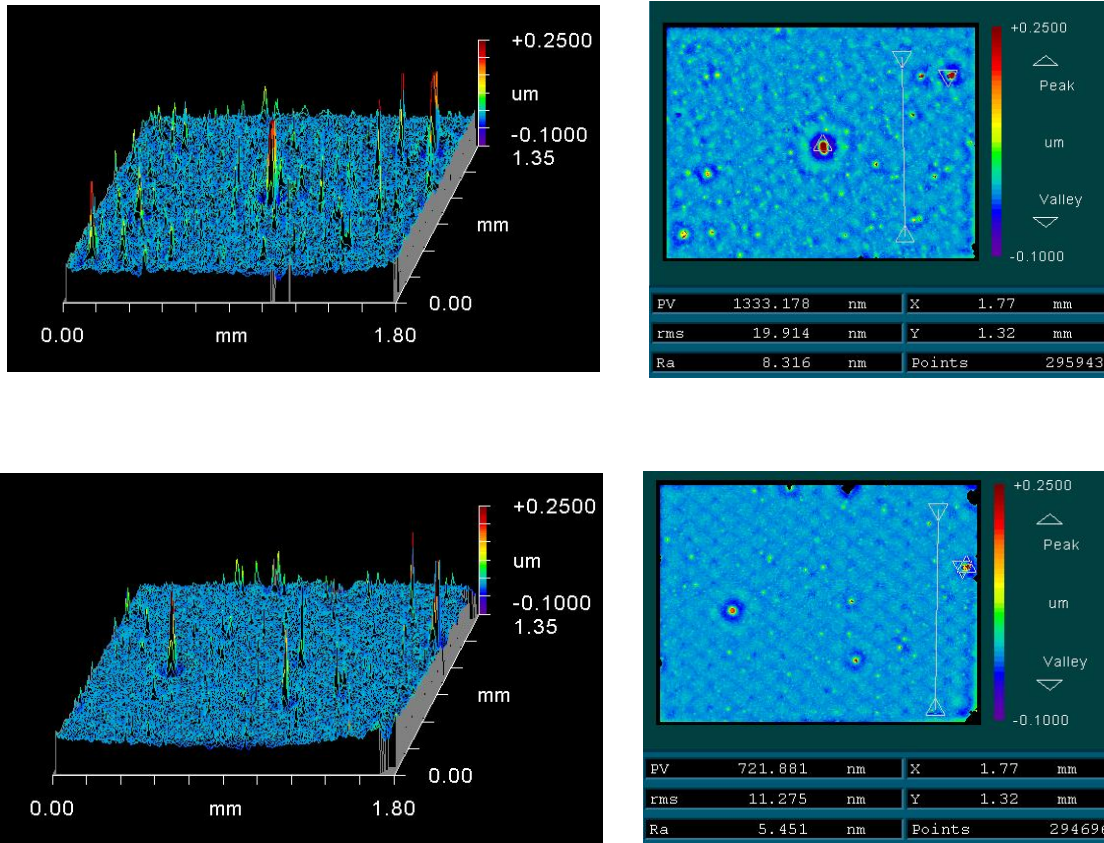 +0.2500
um
-0.1000
1.35
mm
0.00
0.00 mm 1.80
+0.2500
Peak
um
Valley
-0.1000
PV 1333.178 nm X 1.77 mm
rms 19.914 nm Y 1.32 mm
Ra 8.316 nm Points 295943
+0.2500
um
-0.1000
1.35
mm
0.00
0.00 mm 1.80
+0.2500
Peak
um
Valley
-0.1000
PV 721.881 nm X 1.77 mm
rms 11.275 nm Y 1.32 mm
Ra 5.451 nm Points 294696